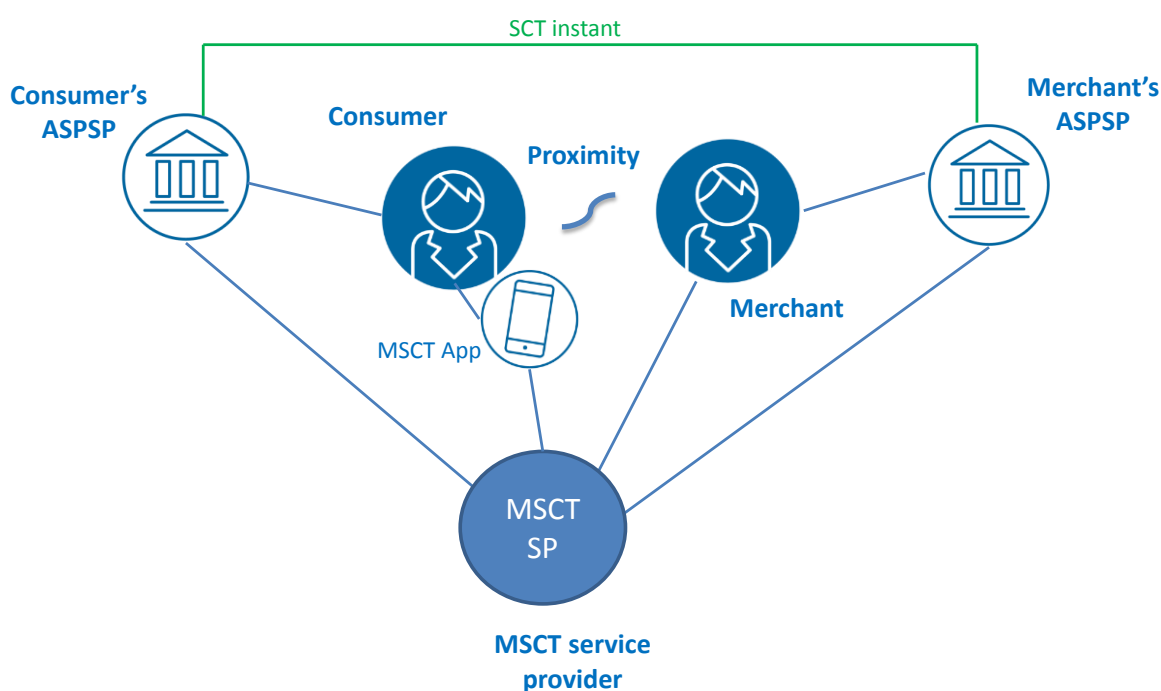 SCT instant
Consumer's
ASPSP
Consumer
Proximity
Merchant's
ASPSP
Merchant
MSCT App
MSCT
SP
MSCT service
provider